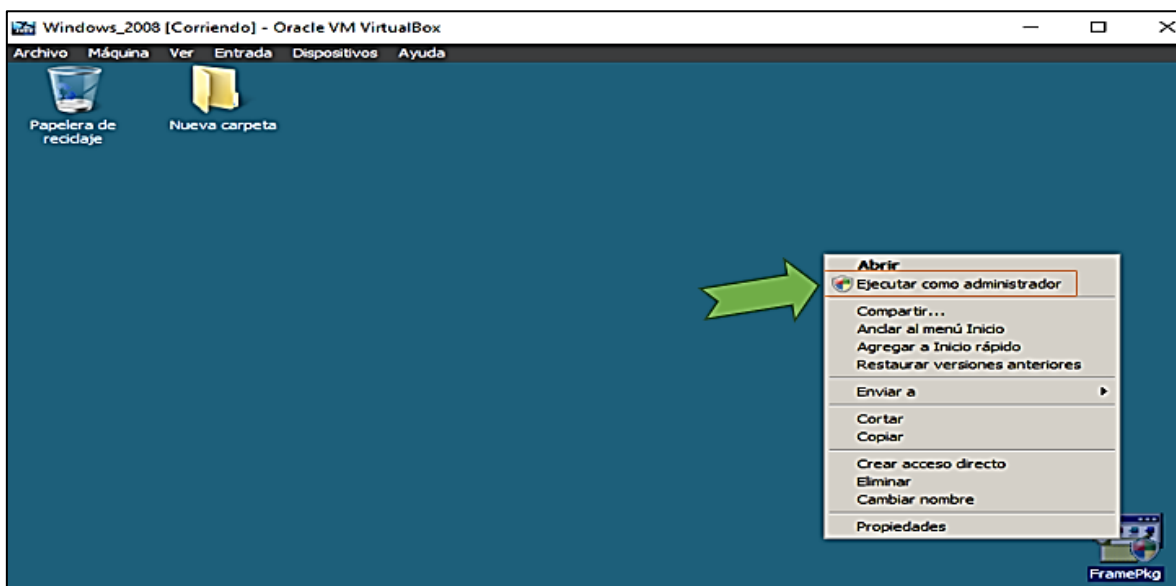 Windows_2008 [Corriendo] - Oracle VM VirtualBox
Archivo Máquina Ver Entrada Dispositivos Ayuda
Papelera de
reciclaje
Nueva carpeta
Abrir
Ejecutar como administrador
Compartir...
Anclar al menú Inicio
Agregar a Inicio rápido
Restaurar versiones anteriores
Enviar a
Cortar
Copiar
Crear acceso directo
Eliminar
Cambiar nombre
Propiedades
FramePkg